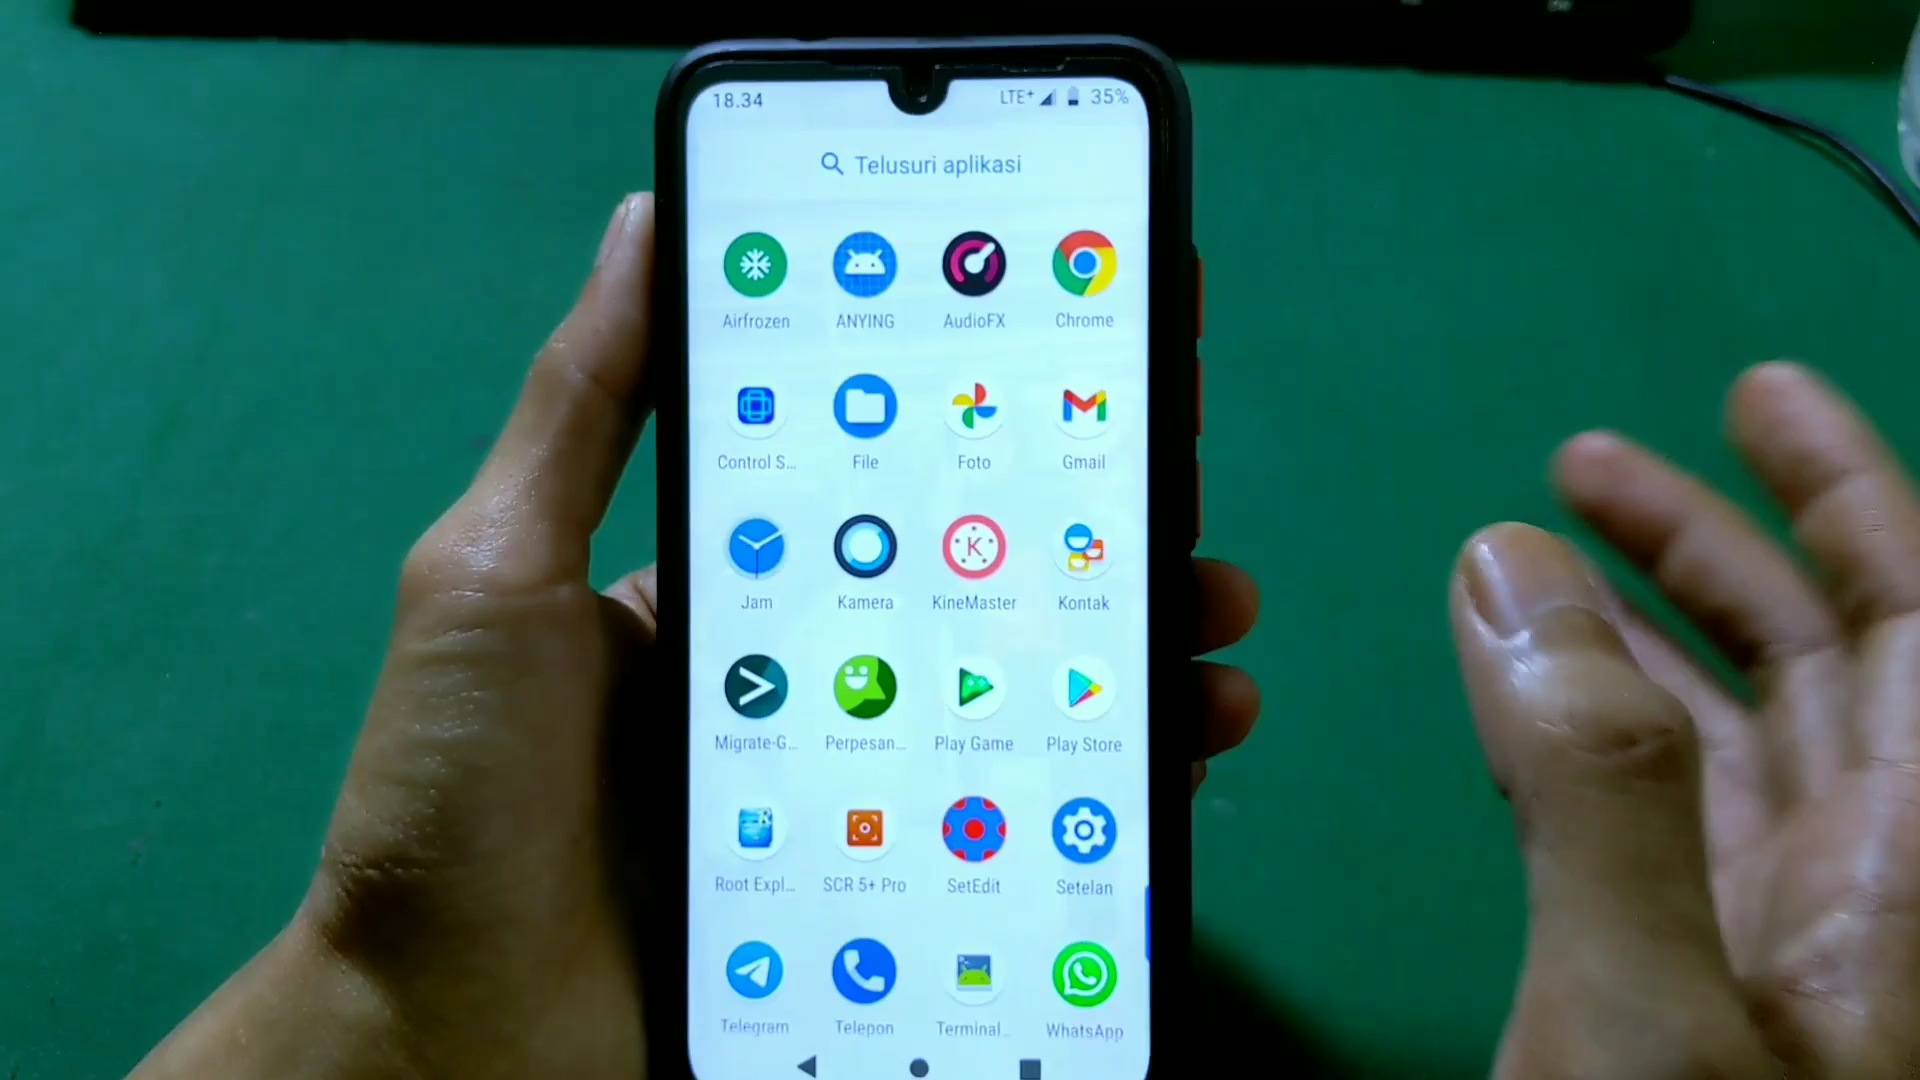 18.34 LTE+ 35%
Telusuri aplikasi
Airfrozen ANYING AudioFX Chrome
Control S... File Foto Gmail
Jam Kamera KineMaster Kontak
Migrate-G... Perpesan... Play Game Play Store
Root Expl... SCR 5+ Pro SetEdit Setelan
Telegram Telepon Terminal... WhatsApp